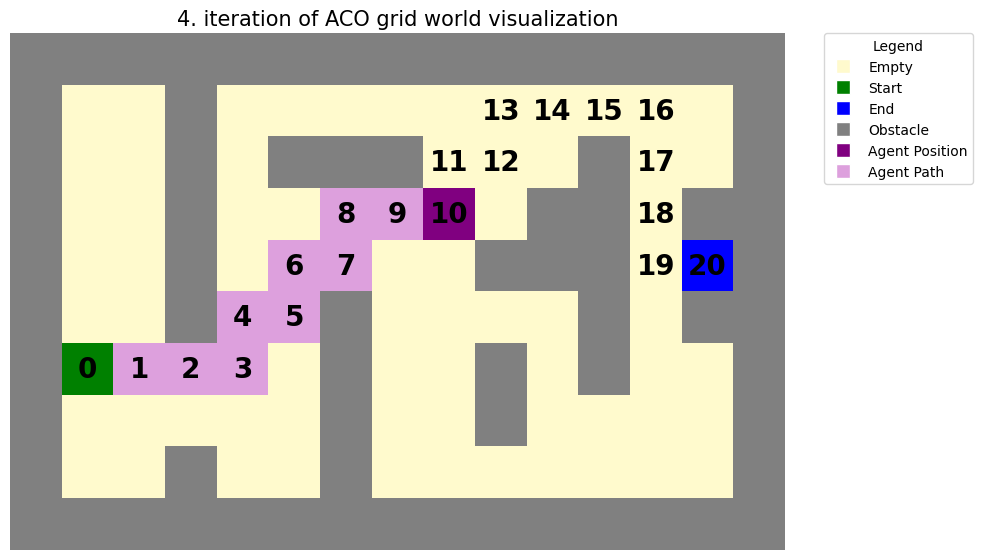 4. iteration of ACO grid world visualization
Legend
Empty
Start
End
Obstacle
Agent Position
Agent Path
13 14 15 16
11 12 17
8 9 10 18
6 7 19 20
4 5
0 1 2 3